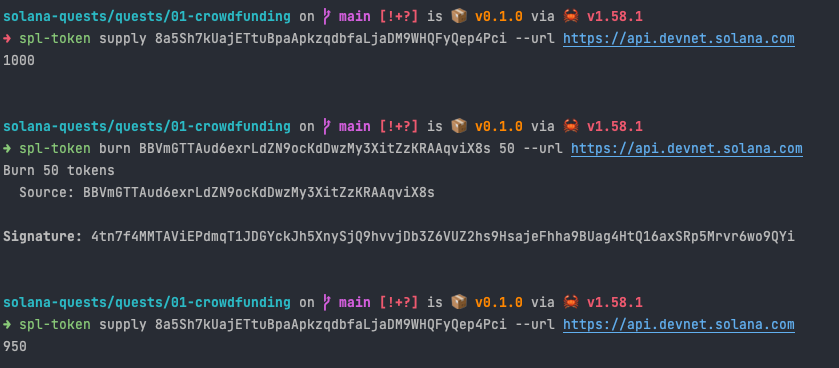 solana-quests/quests/01-crowdfunding on main [!+?] is 📦 v0.1.0 via 🦀 v1.58.1
➜ spl-token supply 8a5Sh7kUajETtuBpaApkzqdbfaLjaDM9WHQFyQep4Pci --url https://api.devnet.solana.com
1000
solana-quests/quests/01-crowdfunding on main [!+?] is 📦 v0.1.0 via 🦀 v1.58.1
➜ spl-token burn BBVmGTTAud6exrLdZN9ocKdDwzMy3XitZzKRAAqviX8s 50 --url https://api.devnet.solana.com
Burn 50 tokens
  Source: BBVmGTTAud6exrLdZN9ocKdDwzMy3XitZzKRAAqviX8s
Signature: 4tn7f4MMTAViEPdmqT1JDGYckJh5XnySjQ9hvvjDb3Z6VUZ2hs9HsajeFhha9BUag4HtQ16axSRp5Mrvr6wo9QYi
solana-quests/quests/01-crowdfunding on main [!+?] is 📦 v0.1.0 via 🦀 v1.58.1
➜ spl-token supply 8a5Sh7kUajETtuBpaApkzqdbfaLjaDM9WHQFyQep4Pci --url https://api.devnet.solana.com
950